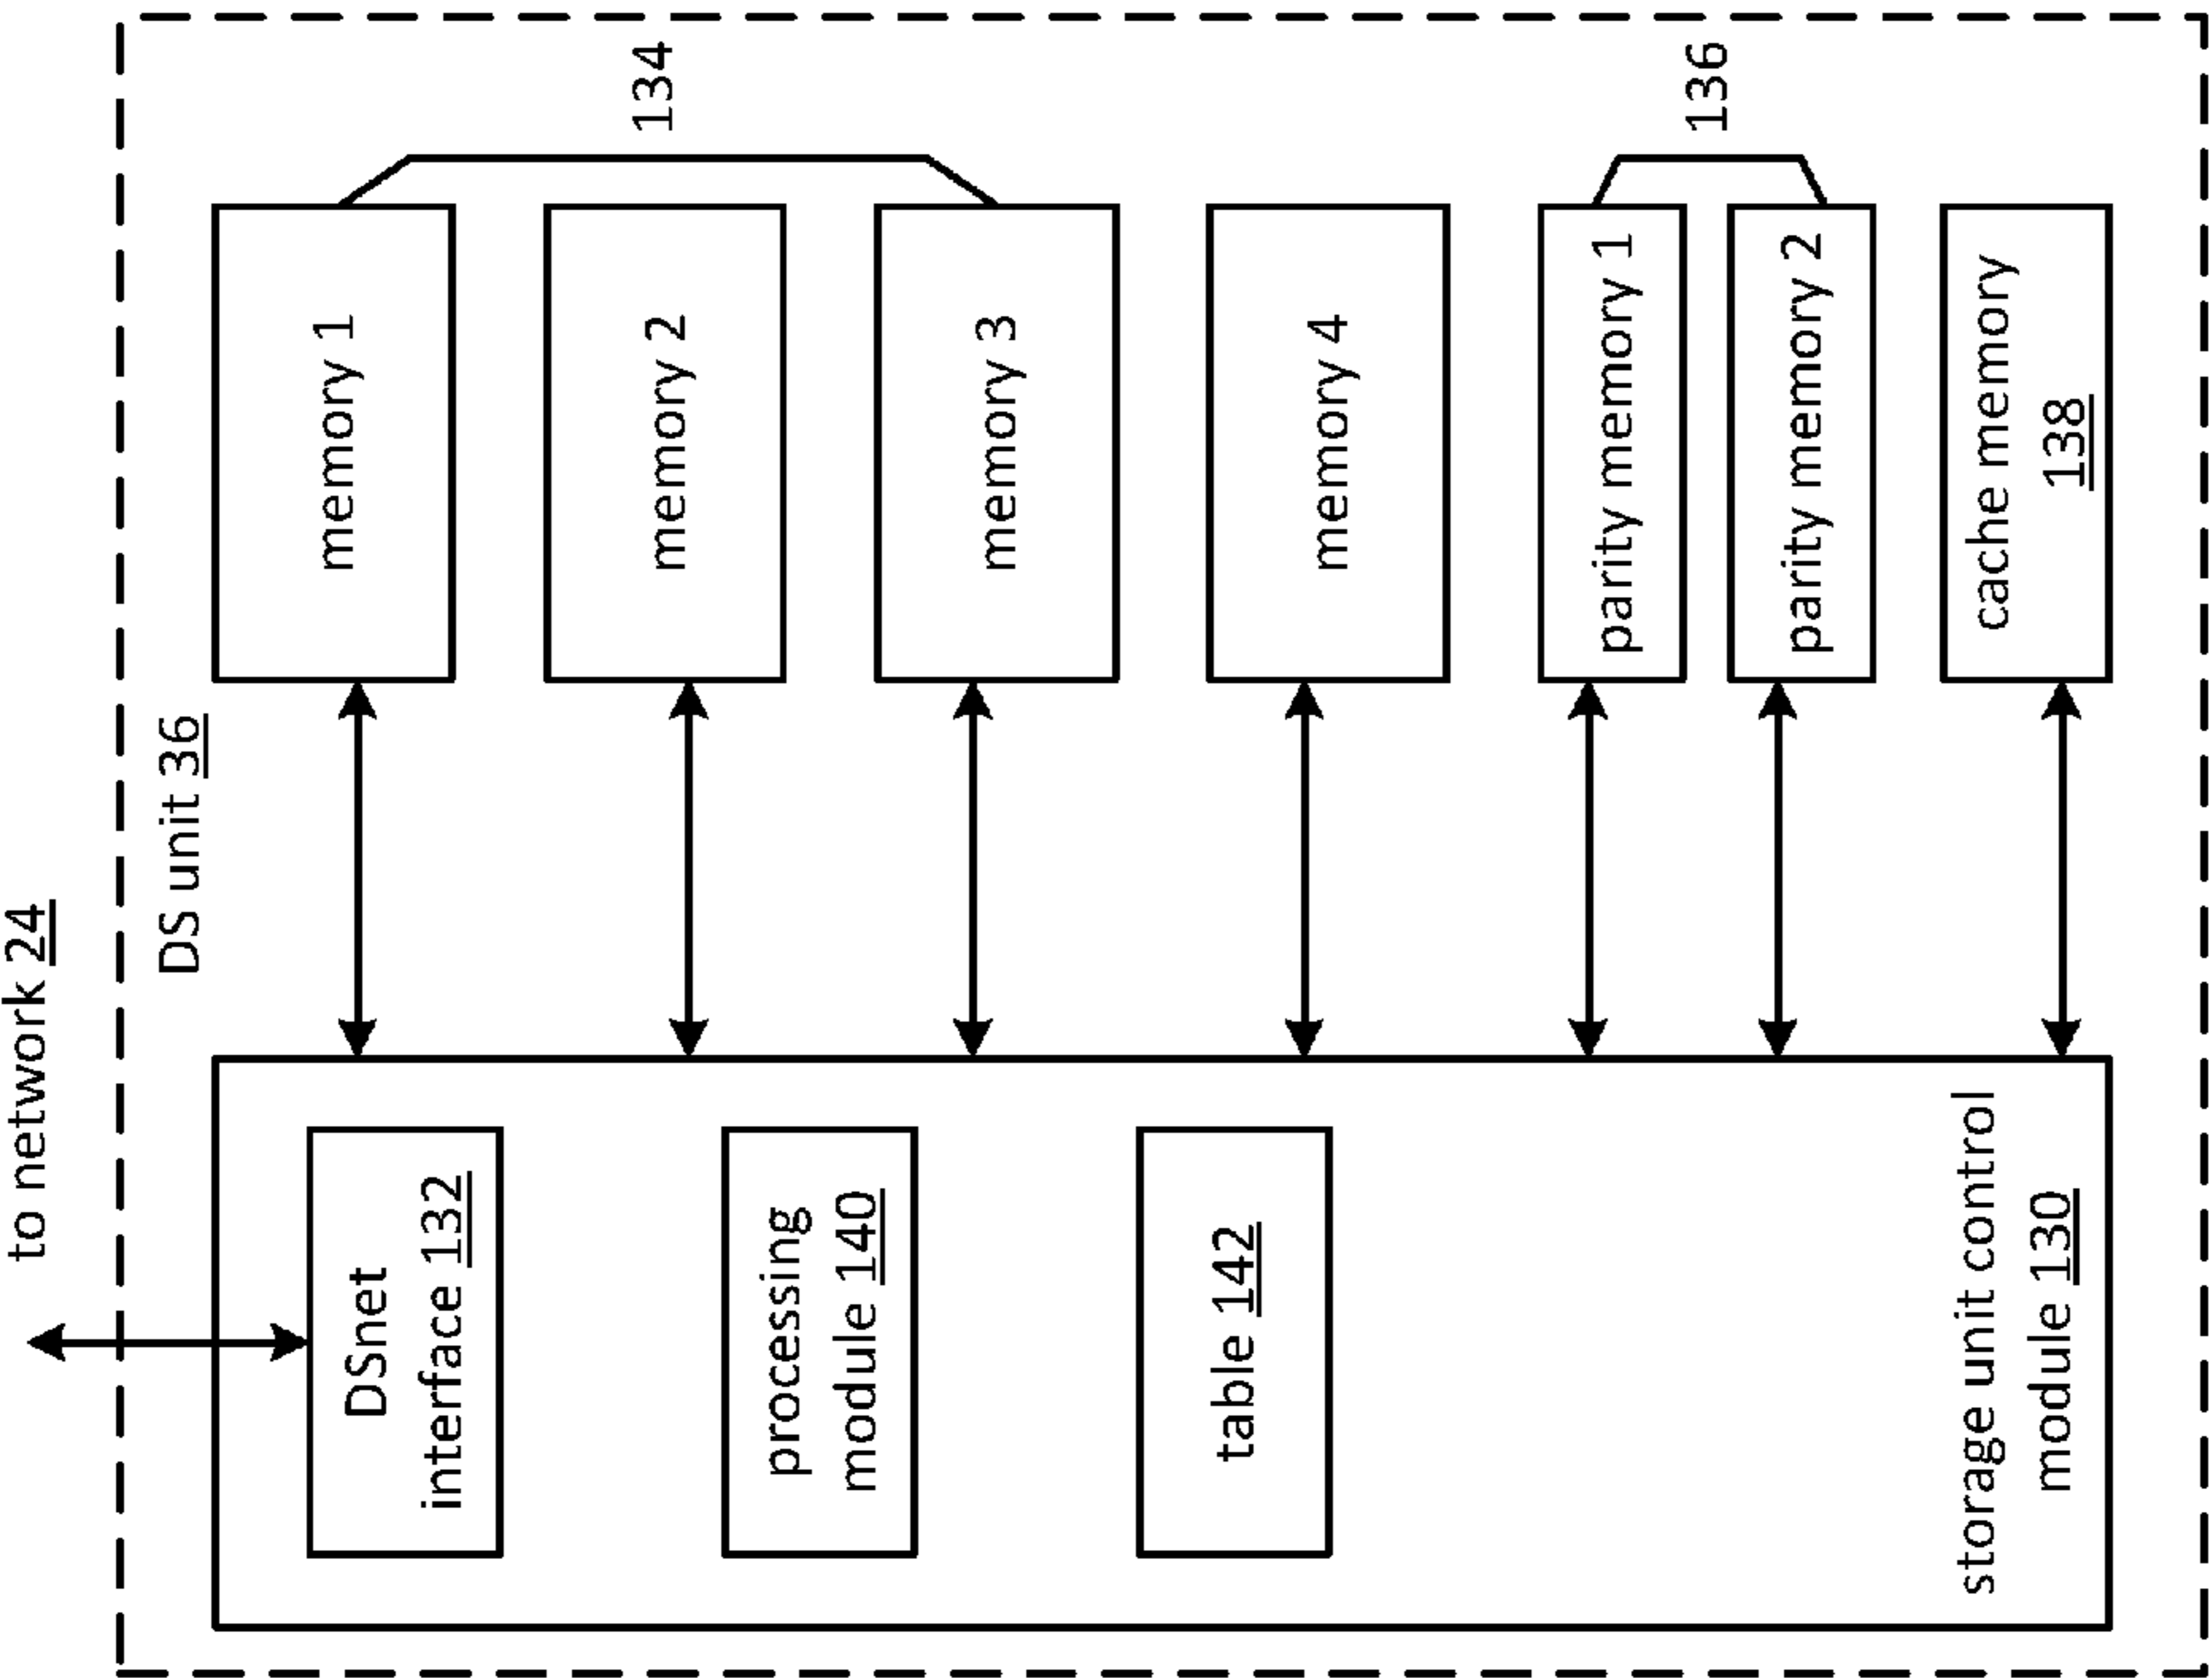 to network 24
DS unit 36
DSnet
interface 132
processing
module 140
table 142
storage unit control
module 130
memory 1
memory 2
memory 3
memory 4
134
parity memory 1
parity memory 2
136
cache memory
138